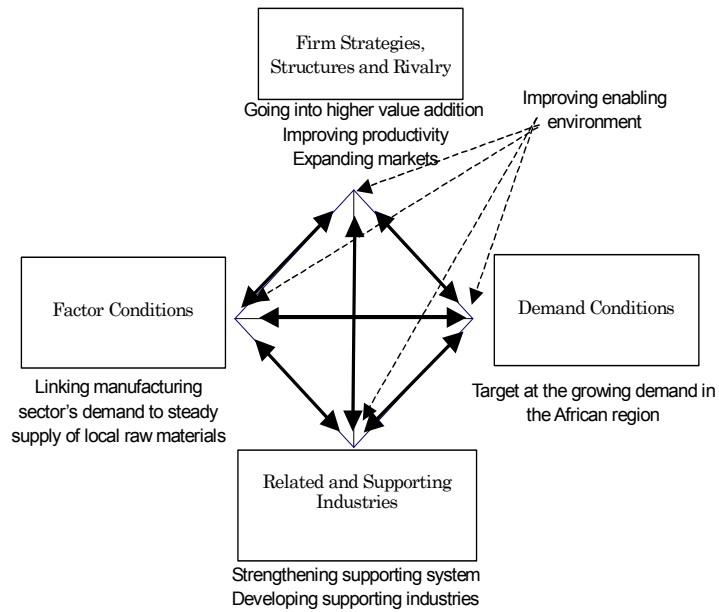 Firm Strategies,
Structures and Rivalry
Going into higher value addition
Improving productivity
Expanding markets
Improving enabling
environment
Factor Conditions
Linking manufacturing
sector's demand to steady
supply of local raw materials
Demand Conditions
Target at the growing demand in
the African region
Related and Supporting
Industries
Strengthening supporting system
Developing supporting industries